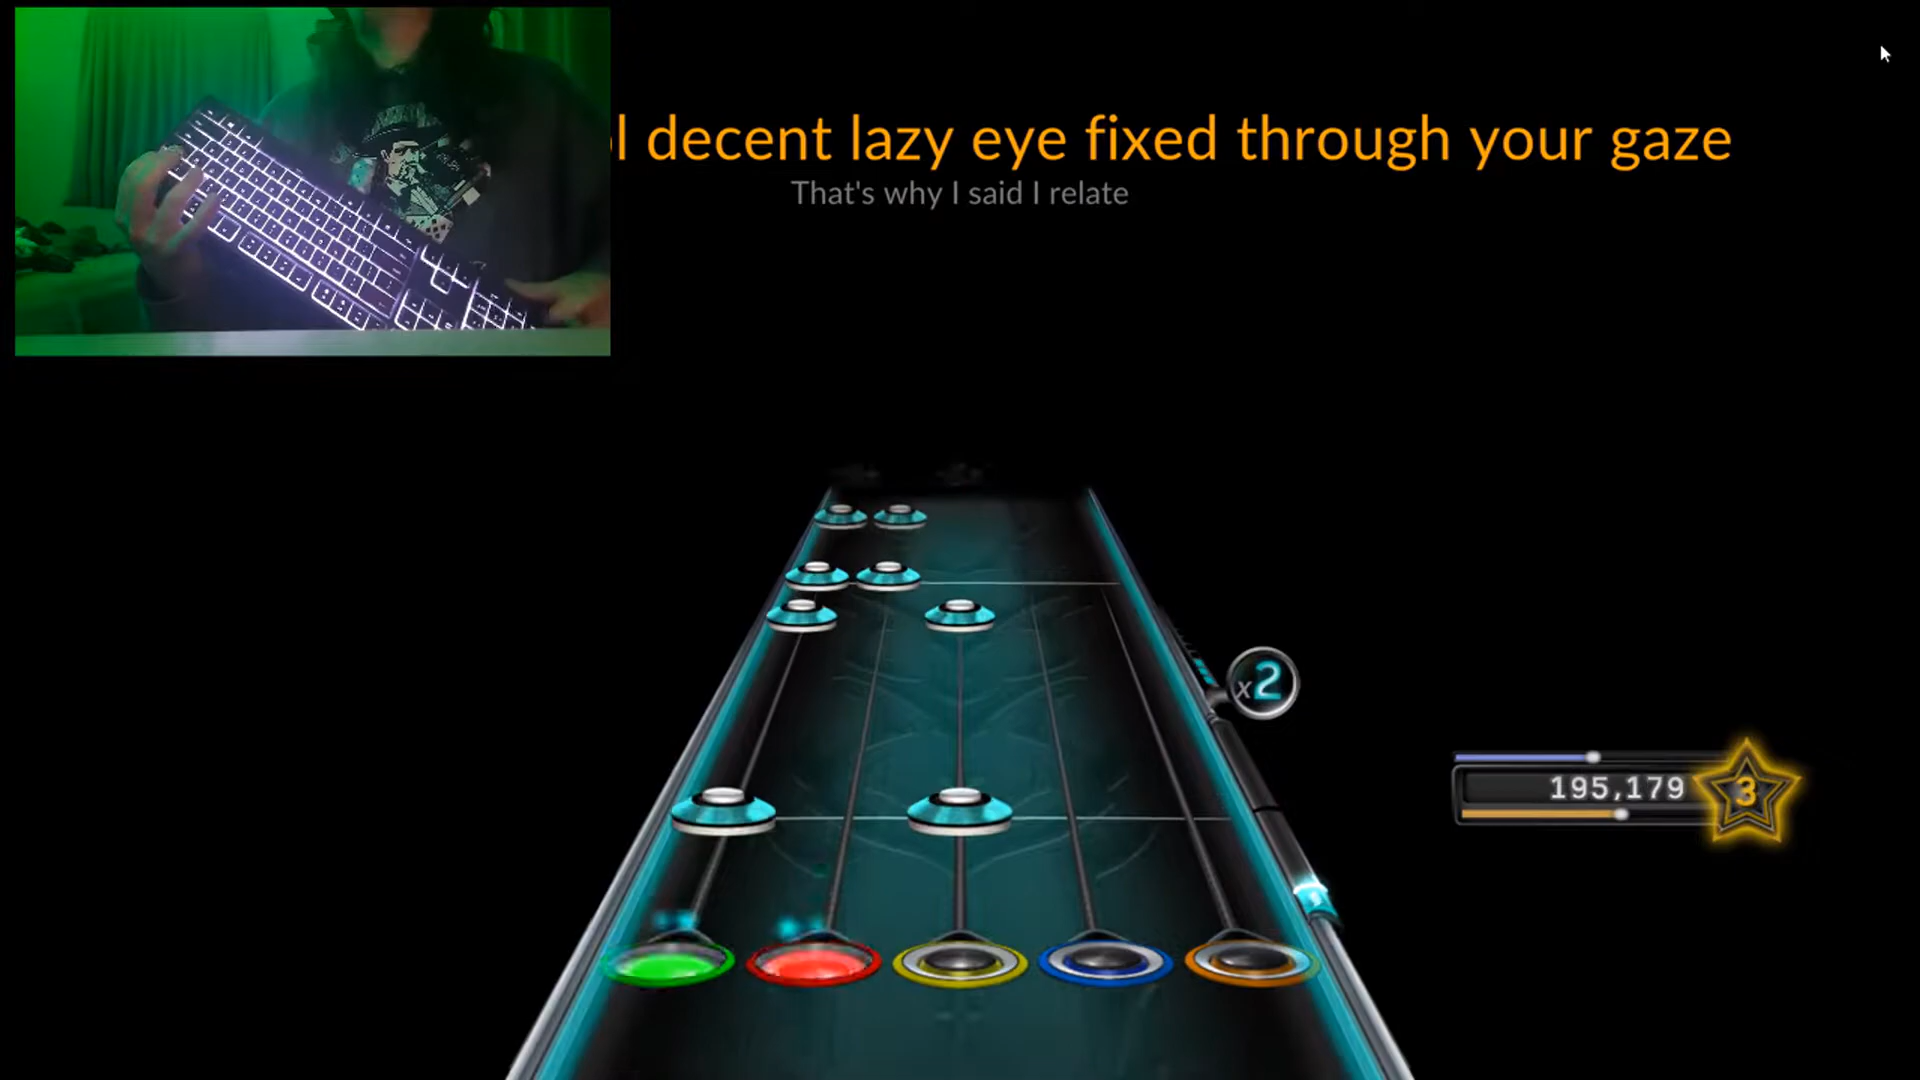 decent lazy eye fixed through your gaze
That's why I said I relate
x2
195,179
3